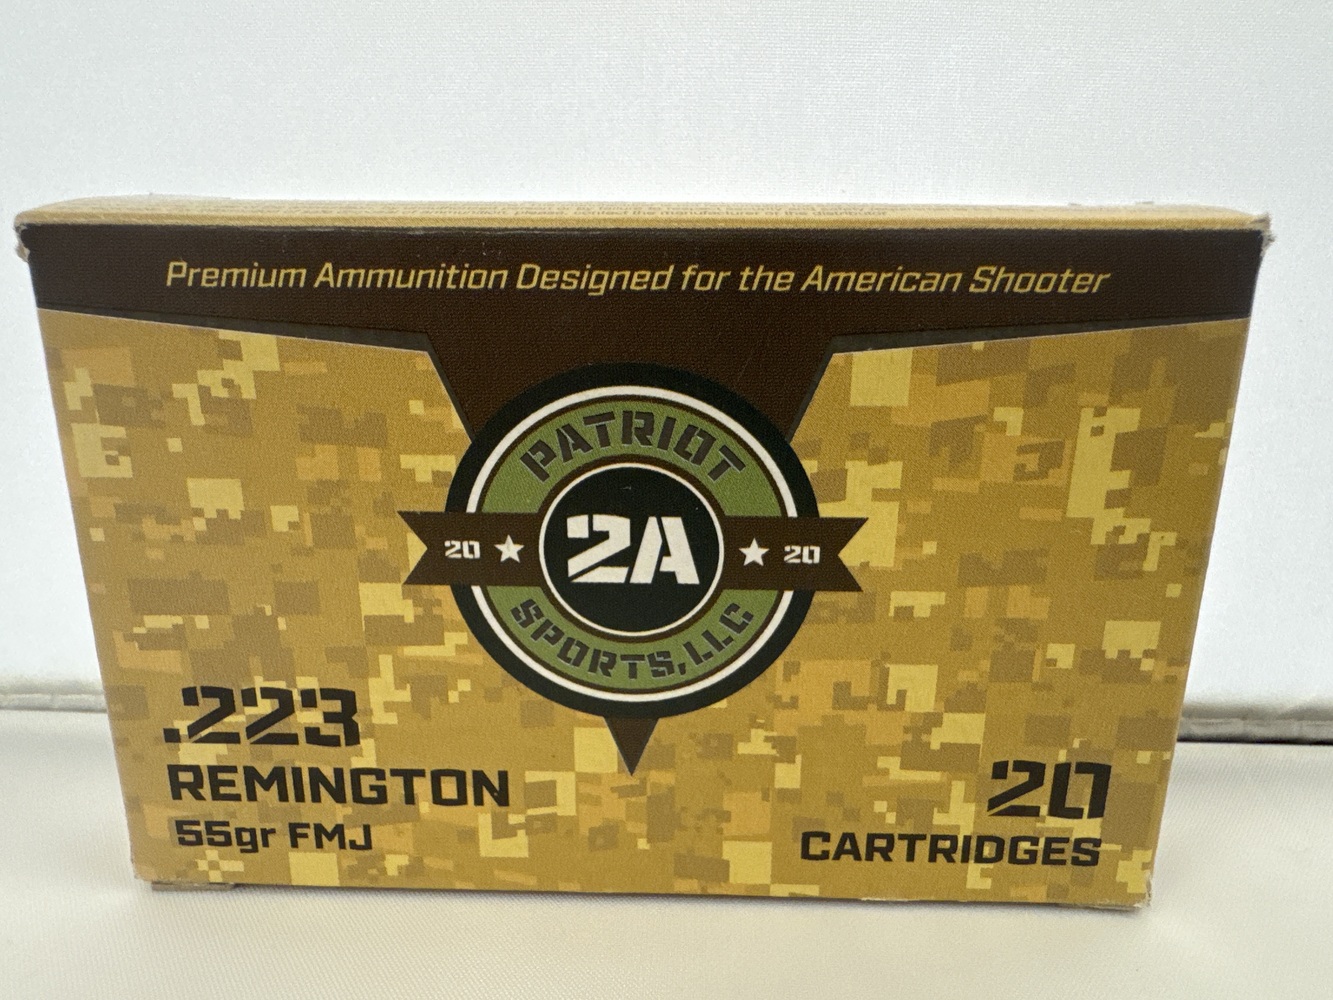 Premium Ammunition Designed for the American Shooter
PATRIOT
20 ★ 2A ★ 20
SPORTS, LLC
.223
REMINGTON
55gr FMJ
20
CARTRIDGES